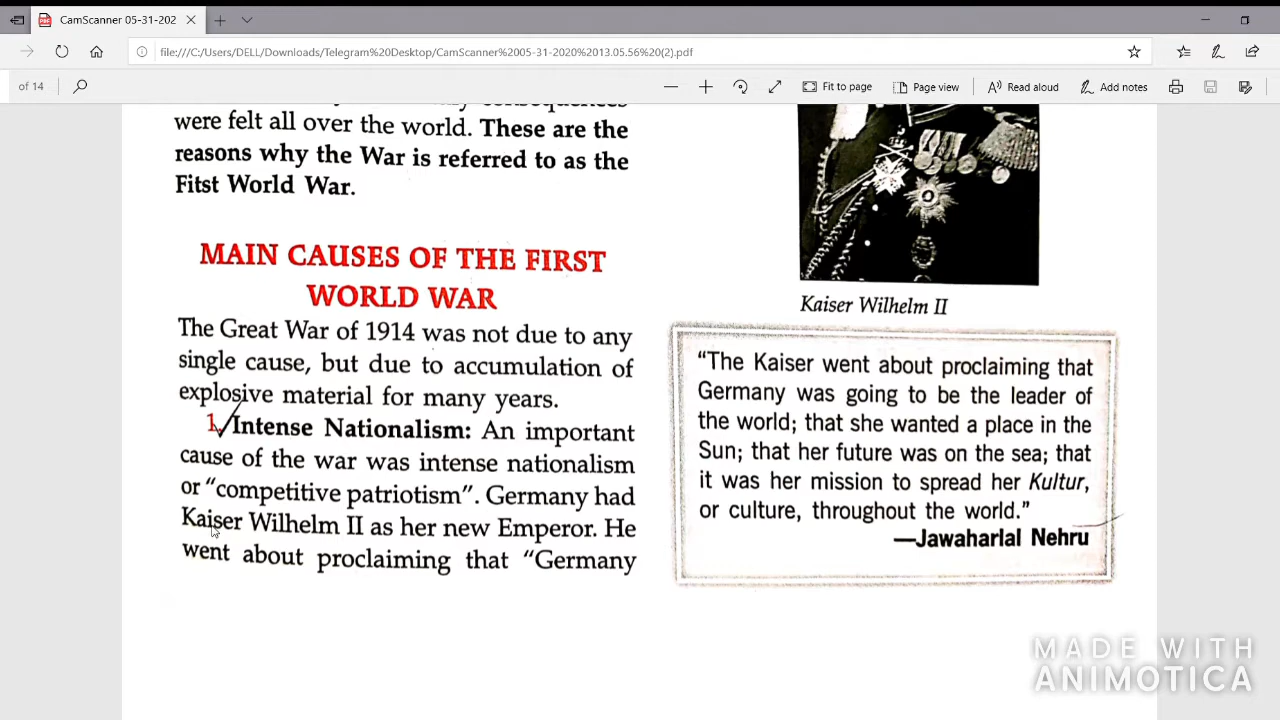 CamScanner 05-31-202
file:///C:/Users/DELL/Downloads/Telegram%20Desktop/CamScanner%2005-31-2020%2013.05.56%20(2).pdf
of 14
Fit to page
Page view
Read aloud
Add notes
consequences
were felt all over the world. These are the
reasons why the War is referred to as the
Fitst World War.
MAIN CAUSES OF THE FIRST
WORLD WAR
The Great War of 1914 was not due to any
single cause, but due to accumulation of
explosive material for many years.
1. Intense Nationalism: An important
cause of the war was intense nationalism
or “competitive patriotism”. Germany had
Kaiser Wilhelm II as her new Emperor. He
went about proclaiming that “Germany
Kaiser Wilhelm II
“The Kaiser went about proclaiming that
Germany was going to be the leader of
the world; that she wanted a place in the
Sun; that her future was on the sea; that
it was her mission to spread her Kultur,
or culture, throughout the world.”
—Jawaharlal Nehru
MADE WITH
ANIMOTICA